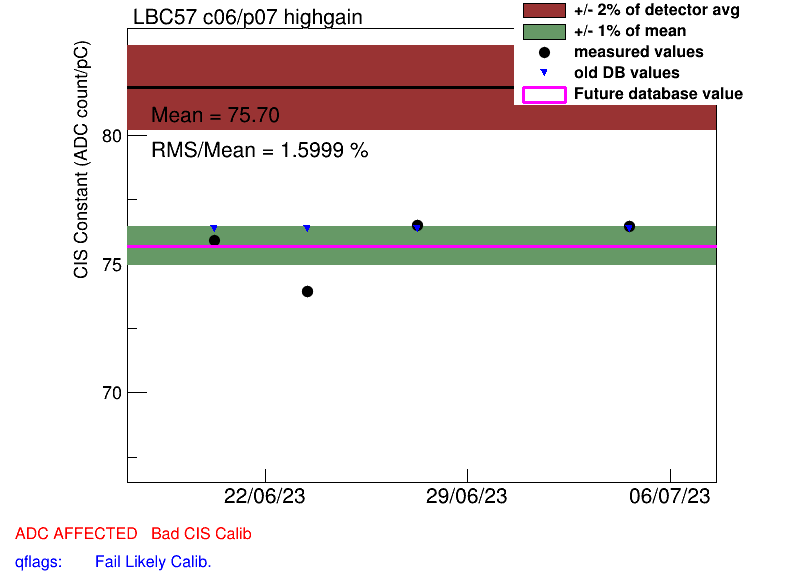 LBC57 c06/p07 highgain
+/- 2% of detector avg
+/- 1% of mean
measured values
old DB values
Future database value
Mean = 75.70
RMS/Mean = 1.5999 %
CIS Constant (ADC count/pC)
80
75
70
22/06/23 29/06/23 06/07/23
ADC AFFECTED Bad CIS Calib
qflags: Fail Likely Calib.